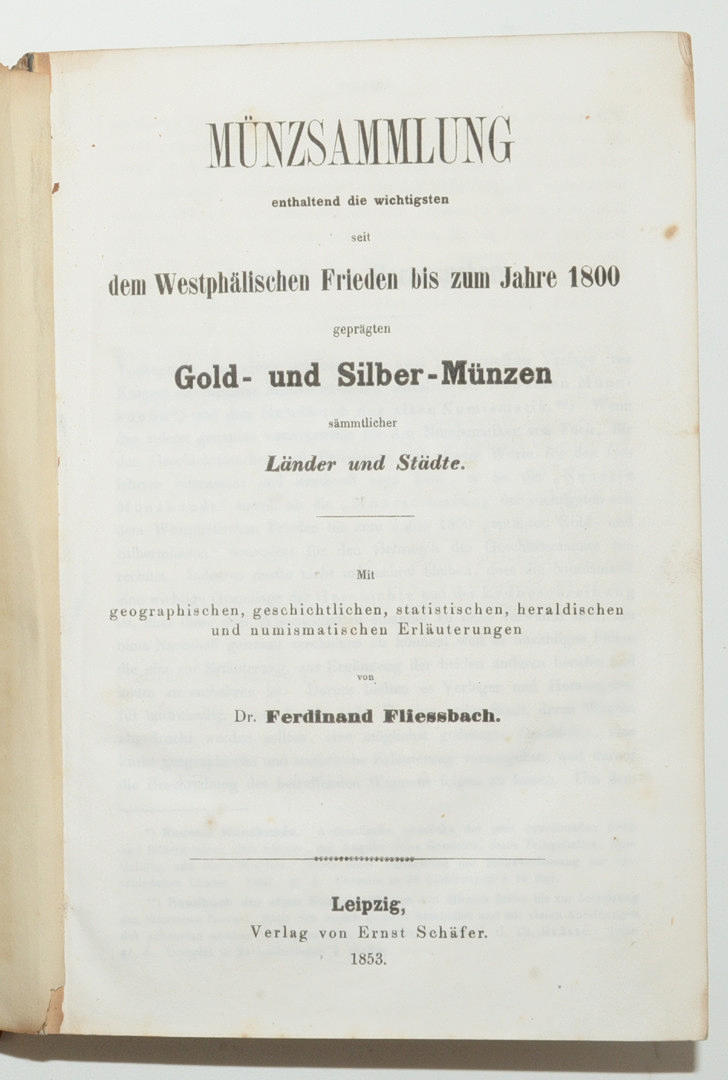 MÜNZSAMMLUNG
enthaltend die wichtigsten
seit
dem Westphälischen Frieden bis zum Jahre 1800
geprägten
Gold- und Silber-Münzen
sämmtlicher
Länder und Städte.
Mit
geographischen, geschichtlichen, statistischen, heraldischen
und numismatischen Erläuterungen
von
Dr. Ferdinand Fliessbach.
Leipzig,
Verlag von Ernst Schäfer.
1853.